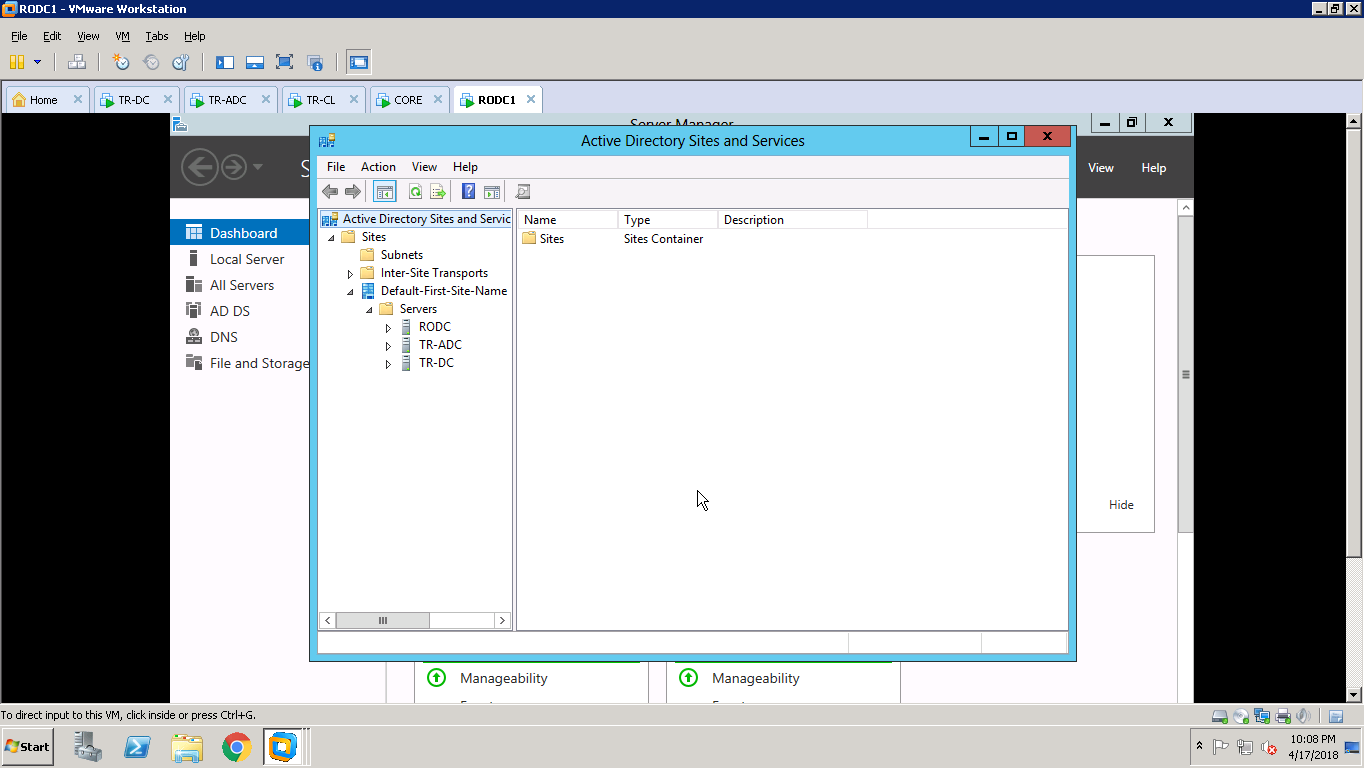 RODC1 - VMware Workstation
File Edit View VM Tabs Help
Home TR-DC TR-ADC TR-CL CORE RODC1
Server Manager
Active Directory Sites and Services
View Help
File Action View Help
Dashboard
Local Server
All Servers
AD DS
DNS
File and Storage
Active Directory Sites and Servic
Sites
Subnets
Inter-Site Transports
Default-First-Site-Name
Servers
RODC
TR-ADC
TR-DC
Name Type Description
Sites Sites Container
Hide
Manageability Manageability
To direct input to this VM, click inside or press Ctrl+G.
Start
10:08 PM
4/17/2018